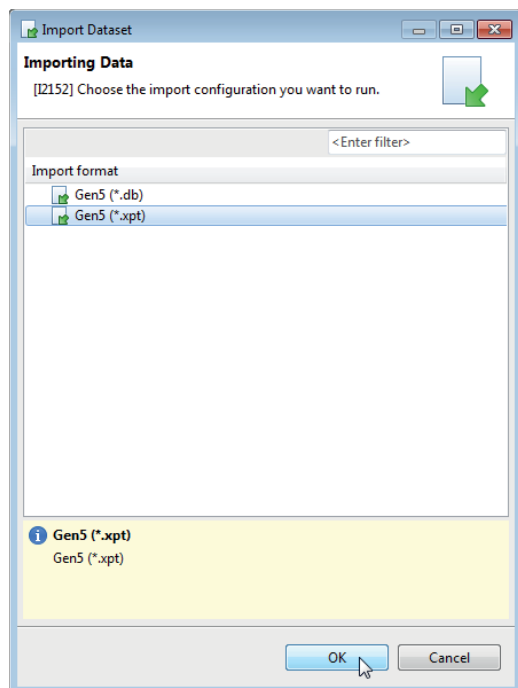 Import Dataset
Importing Data
[I2152] Choose the import configuration you want to run.
<Enter filter>
Import format
Gen5 (*.db)
Gen5 (*.xpt)
Gen5 (*.xpt)
Gen5 (*.xpt)
OK
Cancel